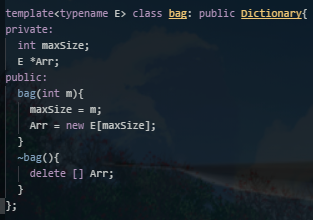 template<typename E> class bag: public Dictionary{
private:
  int maxSize;
  E *Arr;
public:
  bag(int m){
    maxSize = m;
    Arr = new E[maxSize];
  }
  ~bag(){
    delete [] Arr;
  }
};